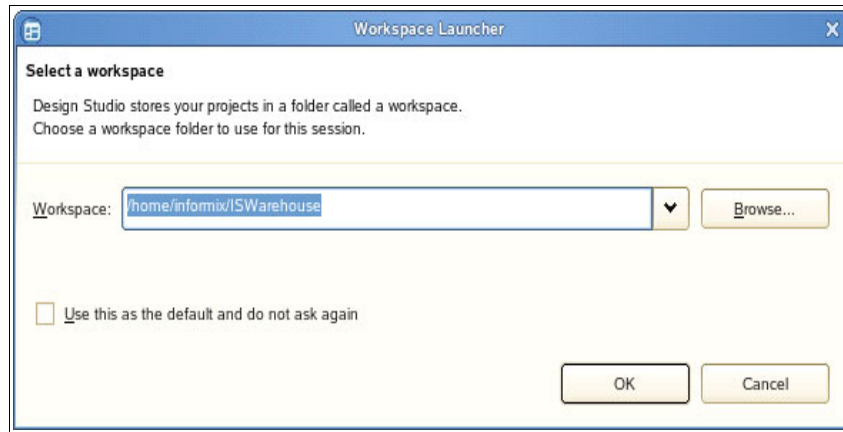 Workspace Launcher
Select a workspace
Design Studio stores your projects in a folder called a workspace.
Choose a workspace folder to use for this session.
Workspace: /home/informix/ISWarehouse Browse...
Use this as the default and do not ask again
OK Cancel